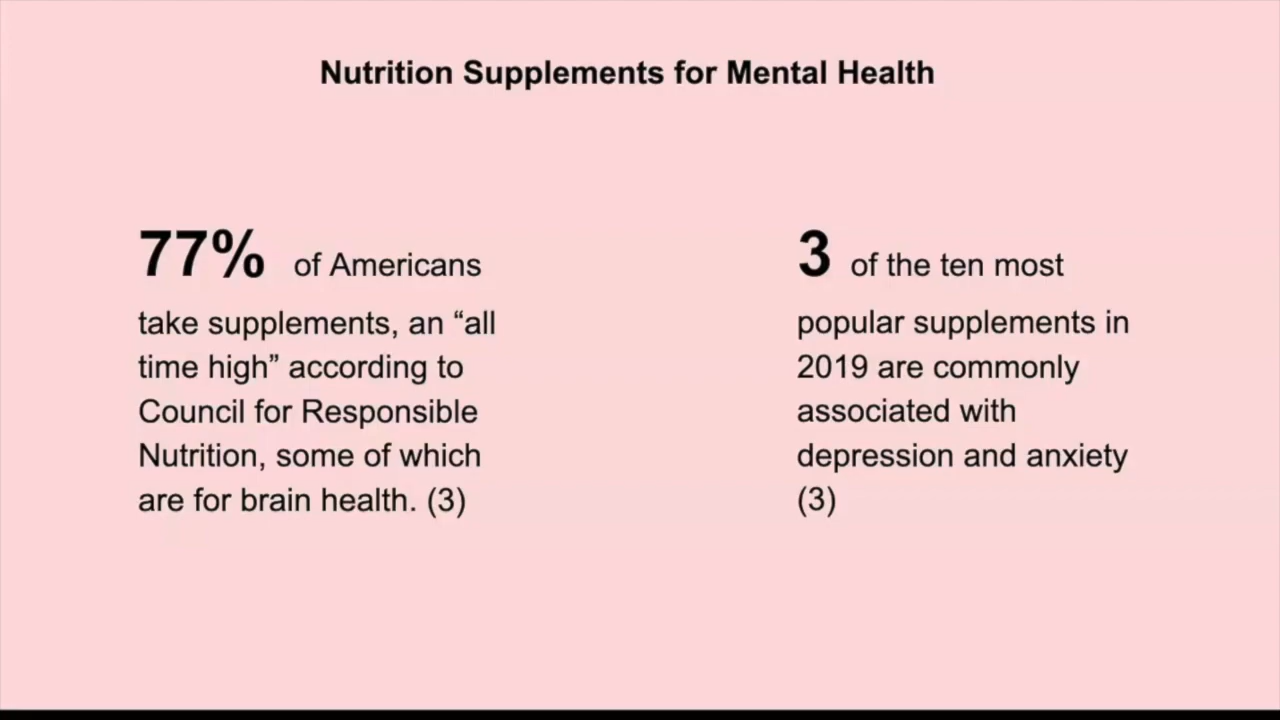 Nutrition Supplements for Mental Health
77% of Americans
take supplements, an “all
time high” according to
Council for Responsible
Nutrition, some of which
are for brain health. (3)
3 of the ten most
popular supplements in
2019 are commonly
associated with
depression and anxiety
(3)